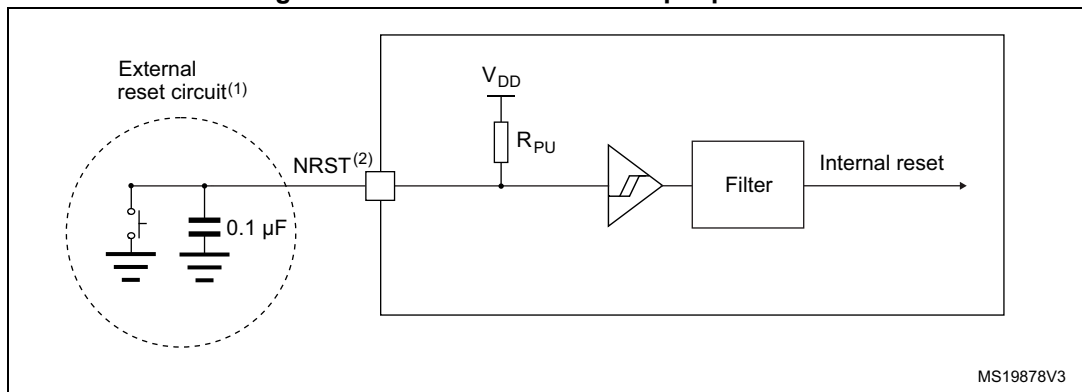 External
reset circuit(1)
VDD
RPU
NRST(2)
Internal reset
Filter
0.1 µF
MS19878V3